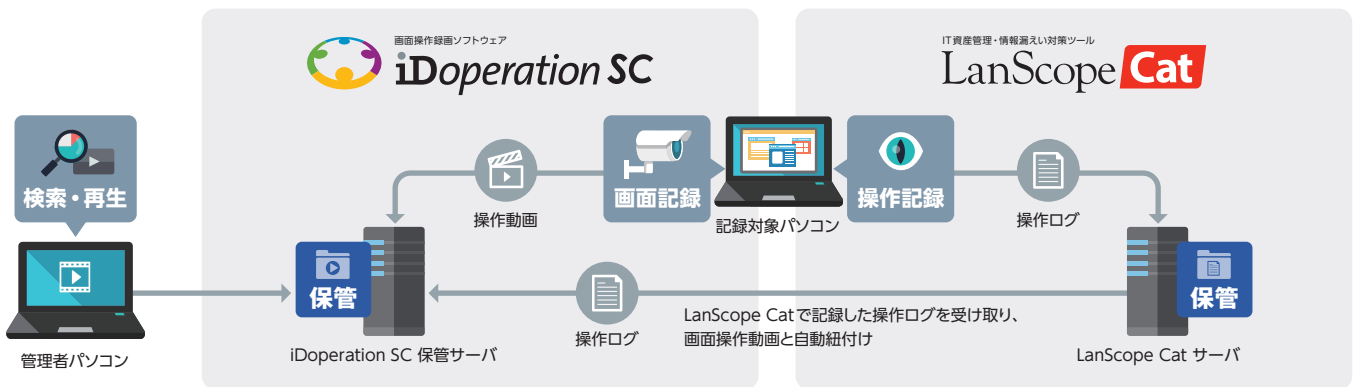 画面操作録画ソフトウェア
iDoperation SC
IT資産管理・情報漏えい対策ツール
LanScope Cat
検索・再生
操作動画
画面記録
記録対象パソコン
操作記録
操作ログ
保管
保管
管理者パソコン
iDoperation SC 保管サーバ
操作ログ
LanScope Catで記録した操作ログを受け取り、
画面操作動画と自動紐付け
LanScope Cat サーバ